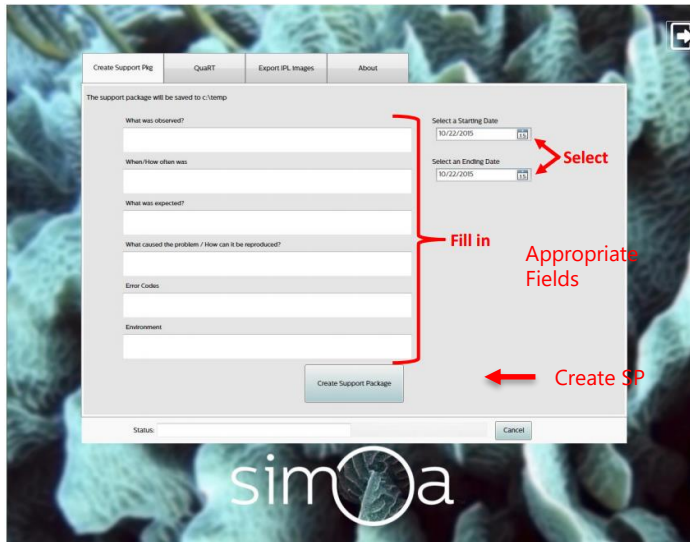 Create Support Pkg
QuaRT
Export IPL Images
About
The support package will be saved to c:\temp
What was observed?
Select a Starting Date
10/22/2015
15
When/How often was
Select an Ending Date
10/22/2015
15
Select
What was expected?
What caused the problem / How can it be reproduced?
Fill in
Appropriate
Fields
Error Codes
Environment
Create Support Package
Create SP
Status:
Cancel
simoa